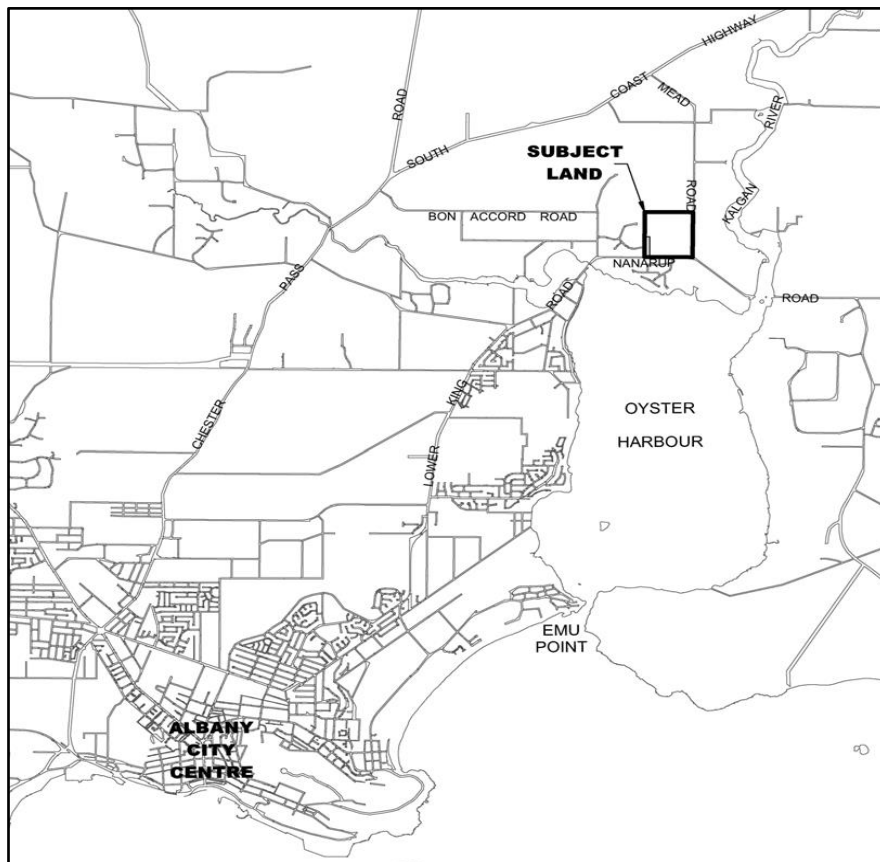 HIGHWAY
COAST
MEAD
ROAD
SOUTH
RIVER
SUBJECT
LAND
ROAD
KALGAN
BON ACCORD ROAD
NANARUP
PASS
ROAD
ROAD
KING
CHESTER
OYSTER
HARBOUR
LOWER
EMU
POINT
ALBANY
CITY
CENTRE